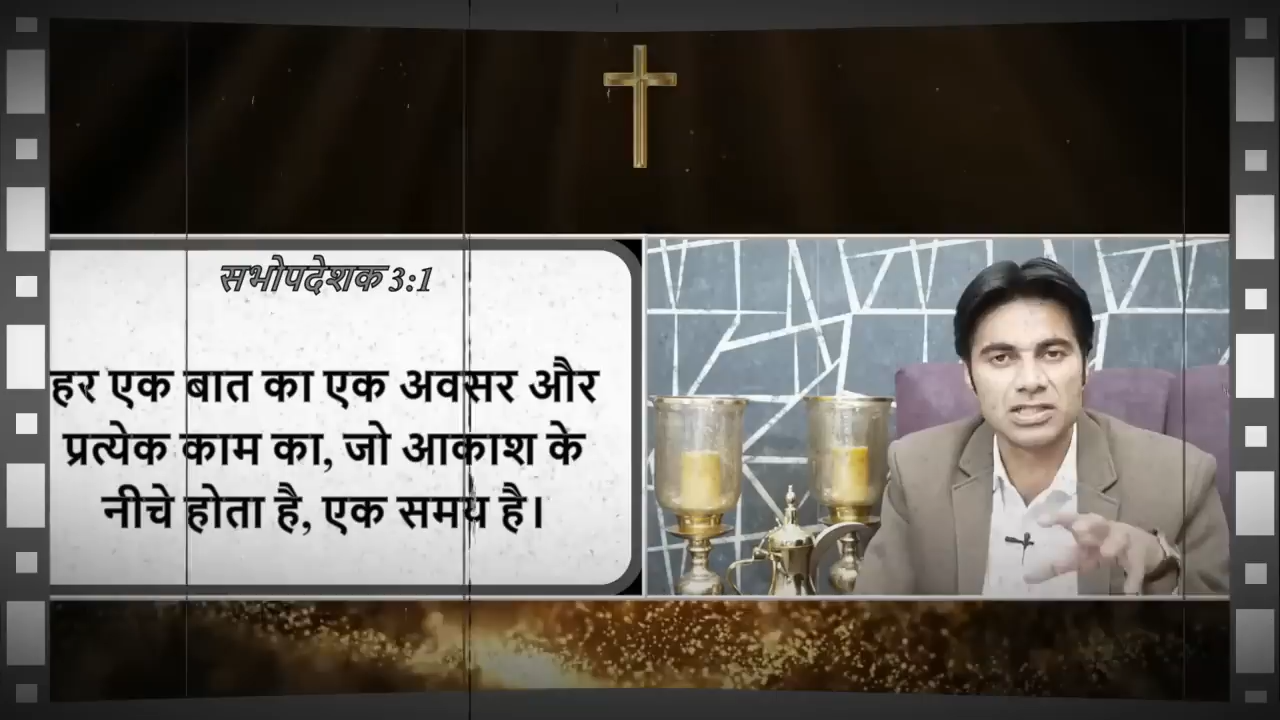 सभोपदेशक 3:1
हर एक बात का एक अवसर और
प्रत्येक काम का, जो आकाश के
नीचे होता है, एक समय है।